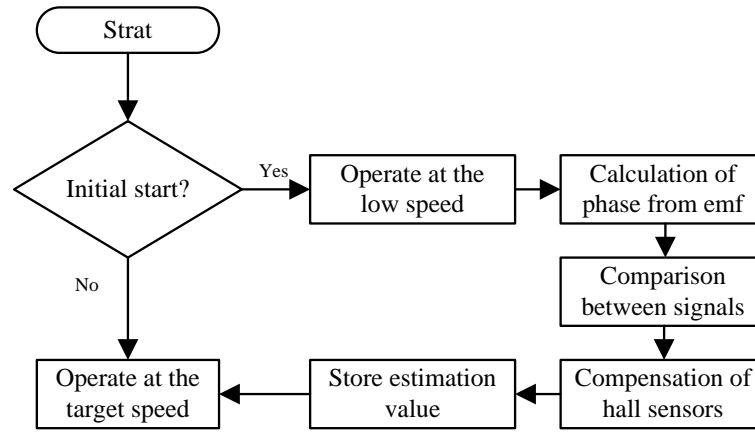 Strat
Initial start?
Yes
Operate at the
low speed
Calculation of
phase from emf
Comparison
between signals
No
Operate at the
target speed
Store estimation
value
Compensation of
hall sensors